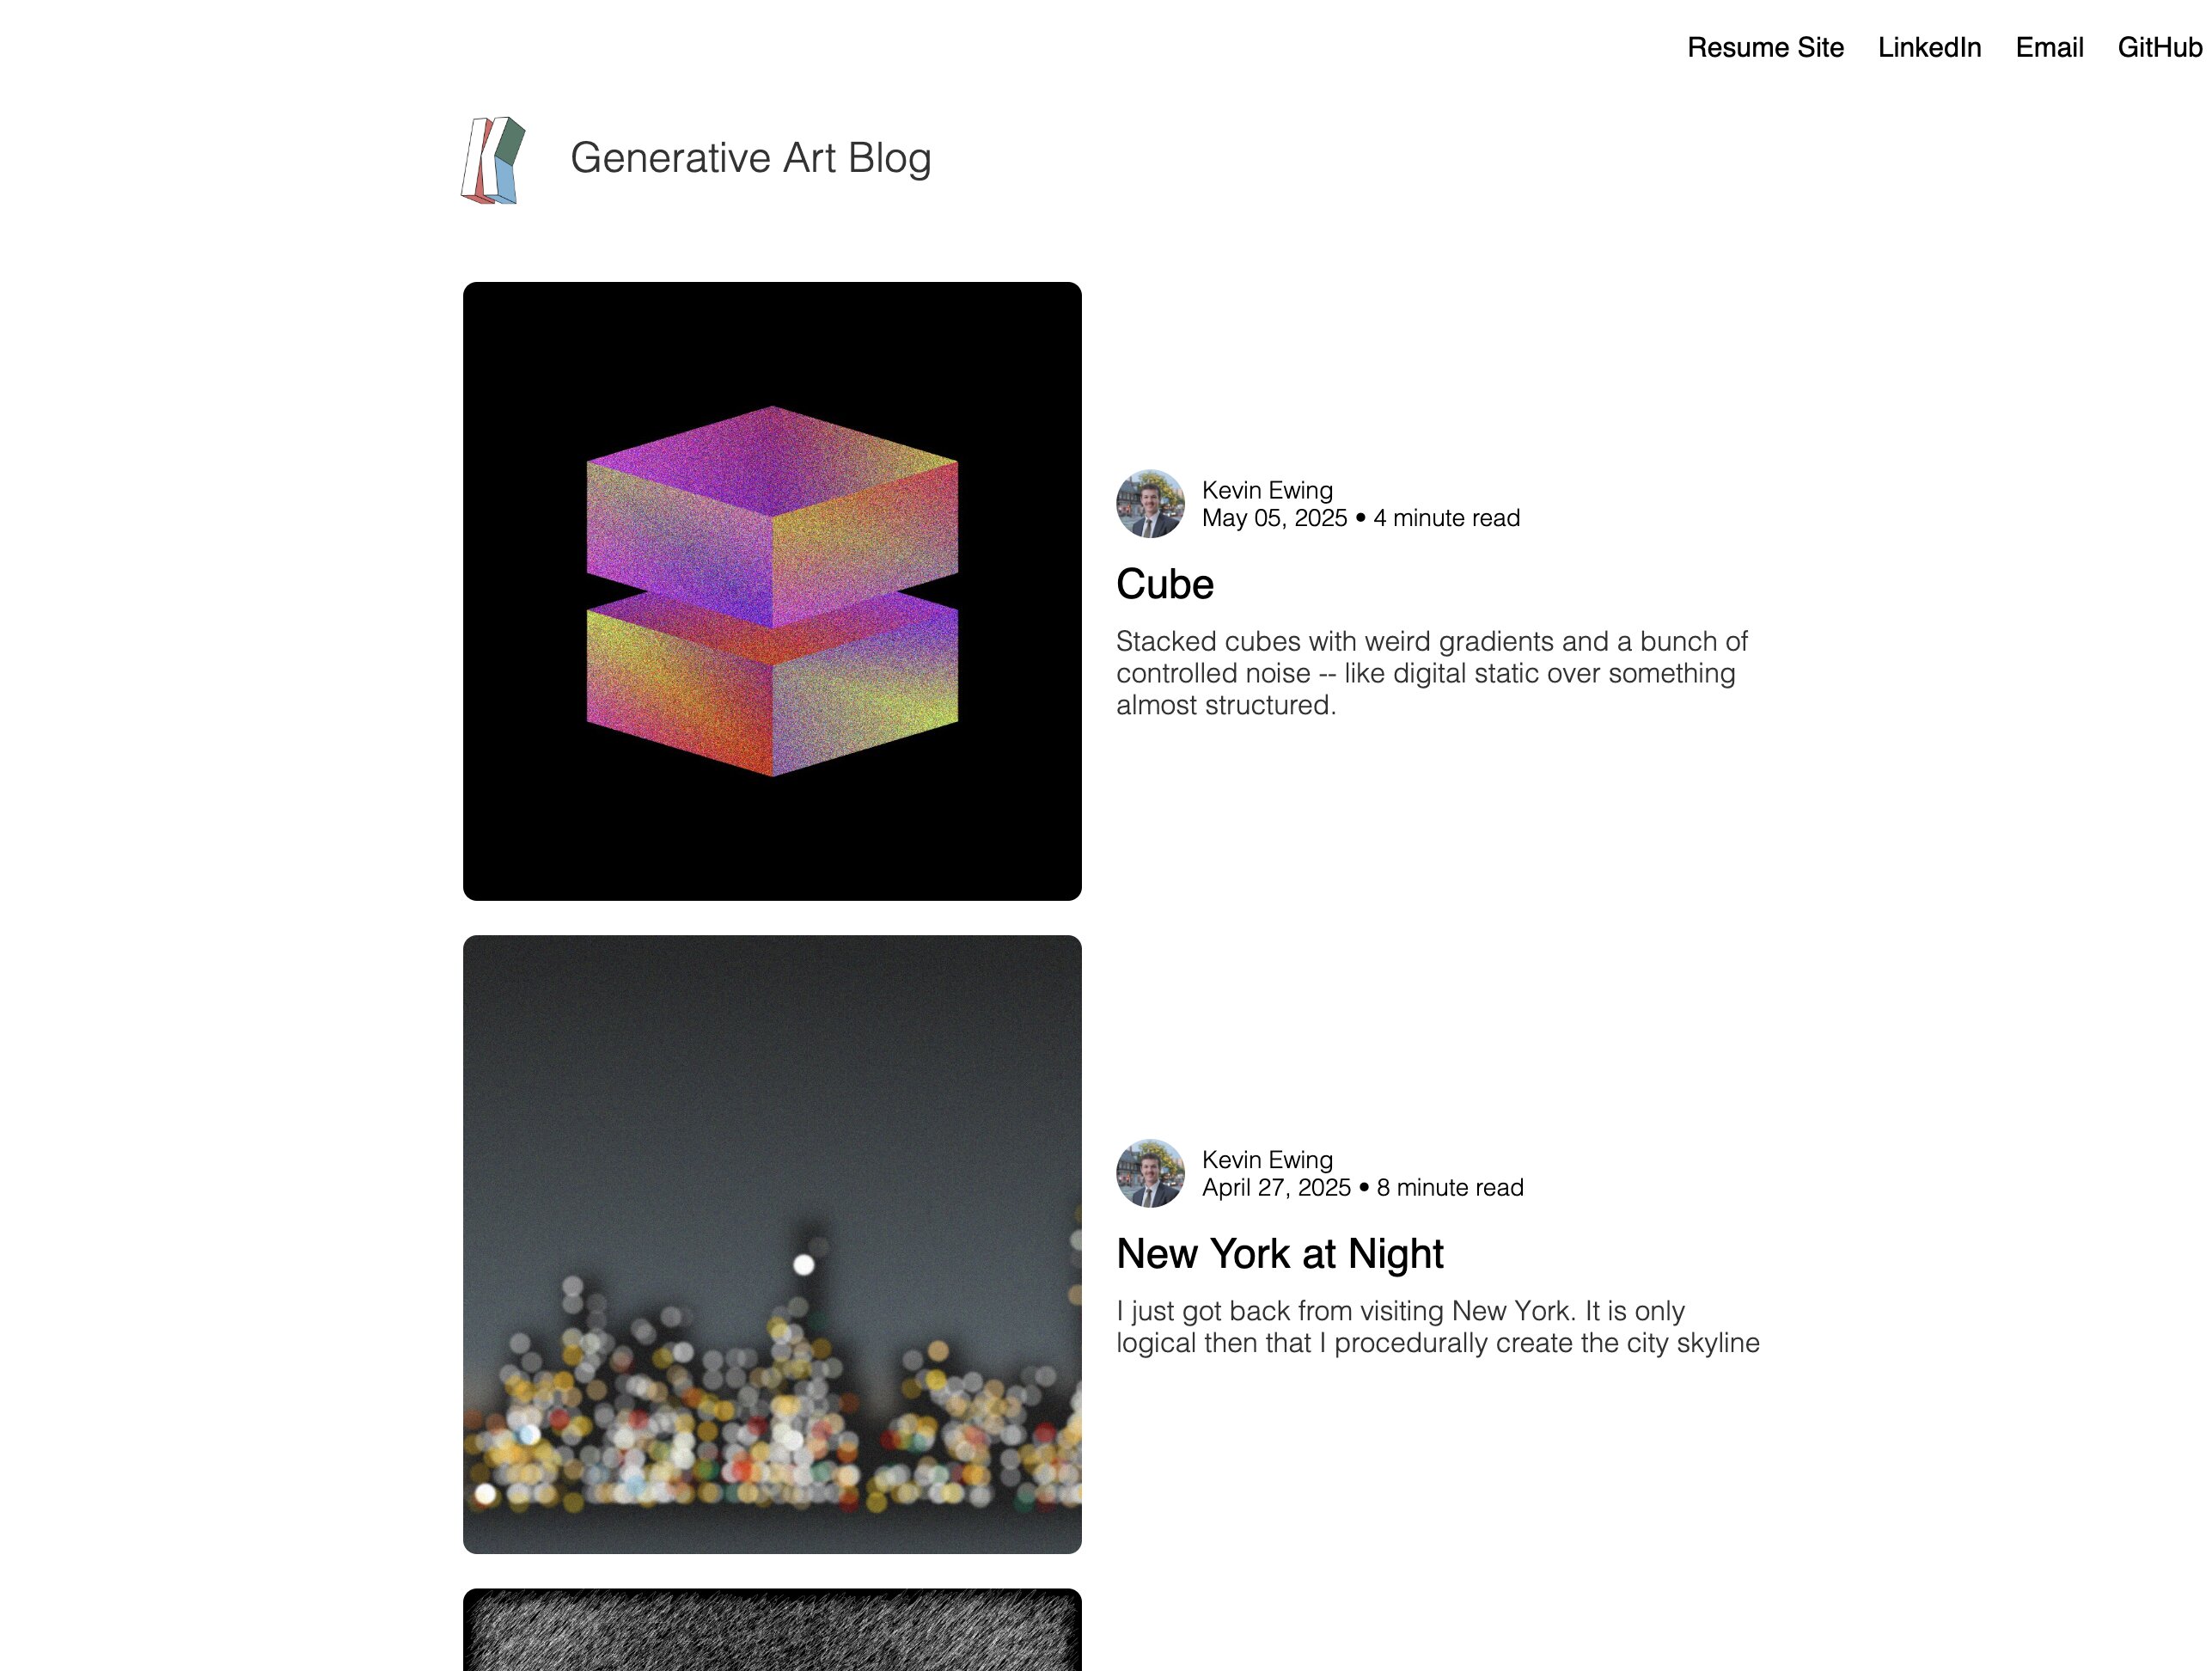 Resume Site LinkedIn Email GitHub
Generative Art Blog
Kevin Ewing
May 05, 2025 • 4 minute read
Cube
Stacked cubes with weird gradients and a bunch of
controlled noise -- like digital static over something
almost structured.
Kevin Ewing
April 27, 2025 • 8 minute read
New York at Night
I just got back from visiting New York. It is only
logical then that I procedurally create the city skyline